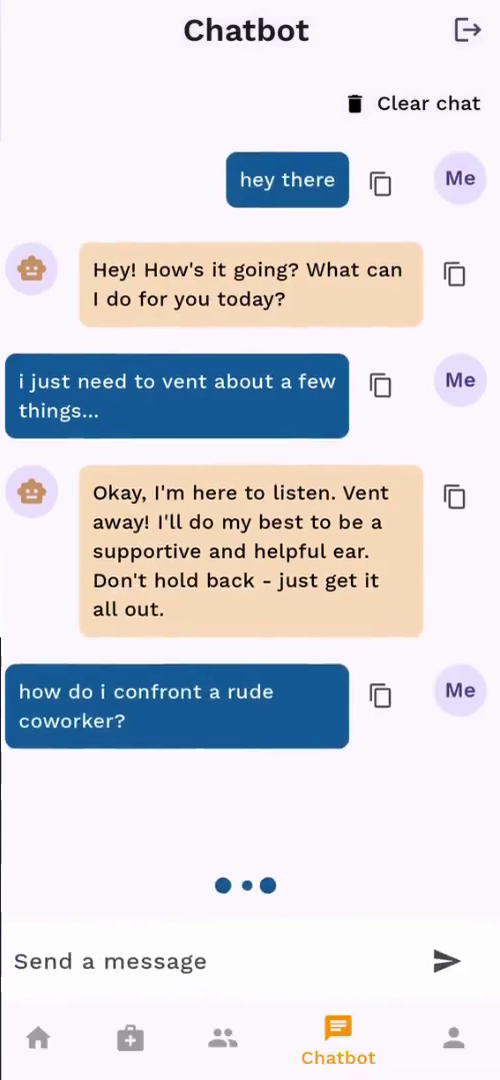 Chatbot
Clear chat
hey there
Me
Hey! How's it going? What can
I do for you today?
i just need to vent about a few
things...
Me
Okay, I'm here to listen. Vent
away! I'll do my best to be a
supportive and helpful ear.
Don't hold back - just get it
all out.
how do i confront a rude
coworker?
Me
Send a message
Chatbot